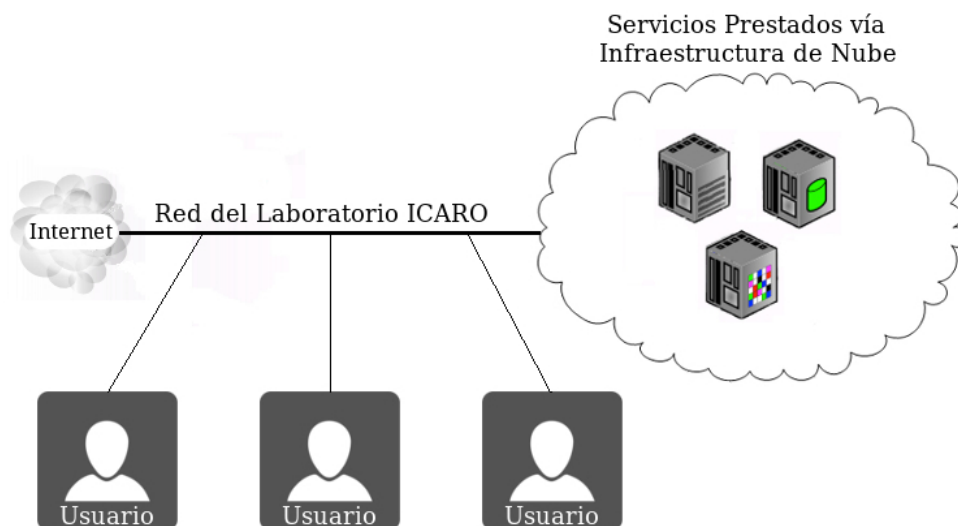 Servicios Prestados vía
Infraestructura de Nube
Red del Laboratorio ICARO
Internet
Usuario
Usuario
Usuario